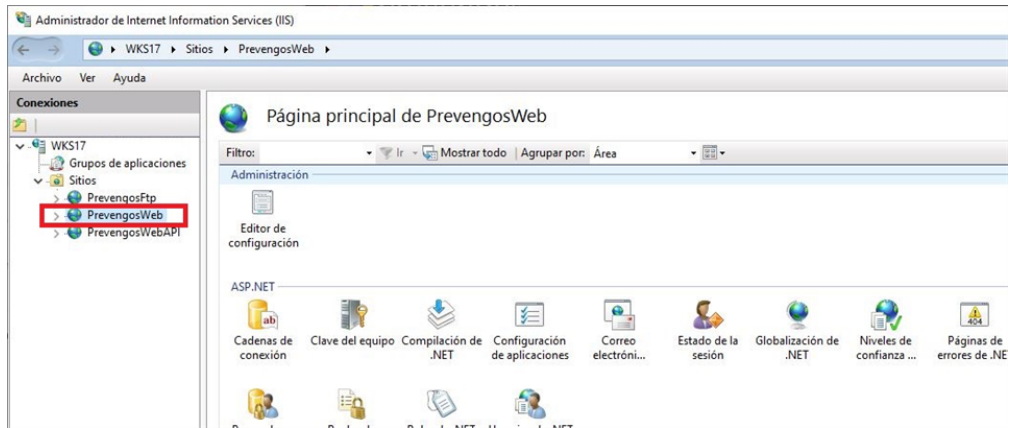 Administrador de Internet Information Services (IIS)
WKS17 Sitios PrevengosWeb
Archivo Ver Ayuda
Conexiones
WKS17
Grupos de aplicaciones
Sitios
PrevengosFtp
PrevengosWeb
PrevengosWebAPI
Página principal de PrevengosWeb
Filtro: Ir Mostrar todo Agrupar por: Área
Administración
Editor de
configuración
ASP.NET
ab 404
Cadenas de Clave del equipo Compilación de Configuración Correo Estado de la Globalización de Niveles de Páginas de
conexión .NET de aplicaciones electróni... sesión .NET confianza ... errores de .NE